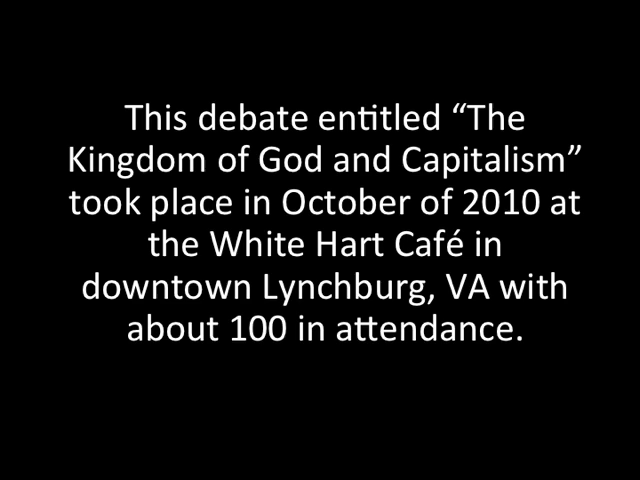 This debate entitled “The
Kingdom of God and Capitalism”
took place in October of 2010 at
the White Hart Café in
downtown Lynchburg, VA with
about 100 in attendance.